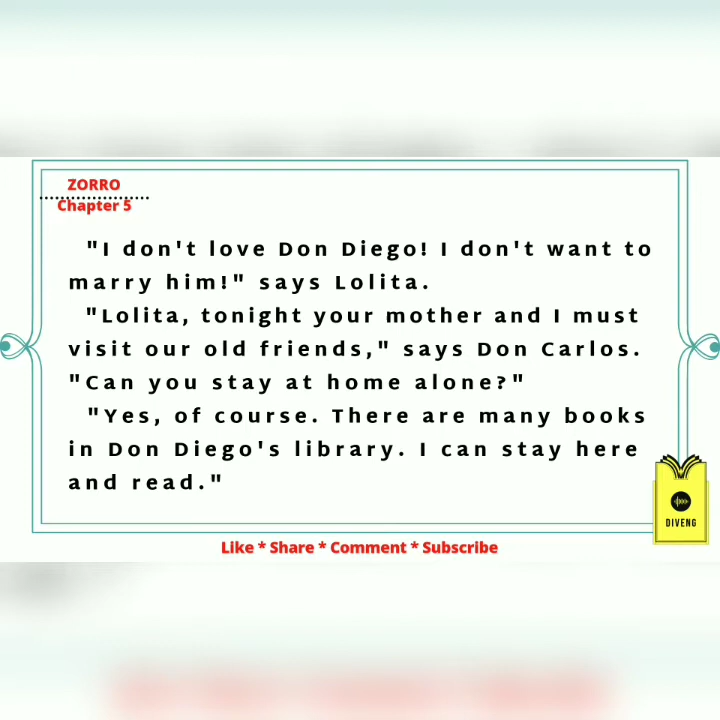 ZORRO
Chapter 5
"I don't love Don Diego! I don't want to
marry him!" says Lolita.
"Lolita, tonight your mother and I must
visit our old friends," says Don Carlos.
"Can you stay at home alone?"
"Yes, of course. There are many books
in Don Diego's library. I can stay here
and read."
DIVENG
Like * Share * Comment * Subscribe